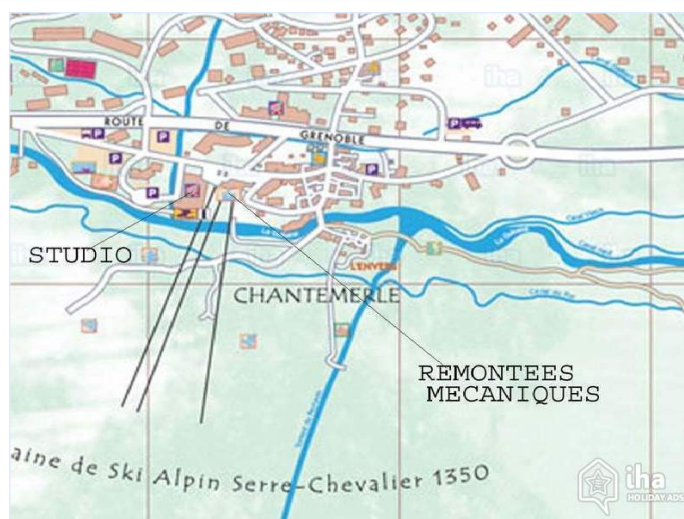 ROUTE DE GRENOBLE
STUDIO
L'ENVERS
CHANTEMERLE
REMONTEES
MECANIQUES
aine de Ski Alpin Serre-Chevalier 1350
iha
HOLIDAY ADS